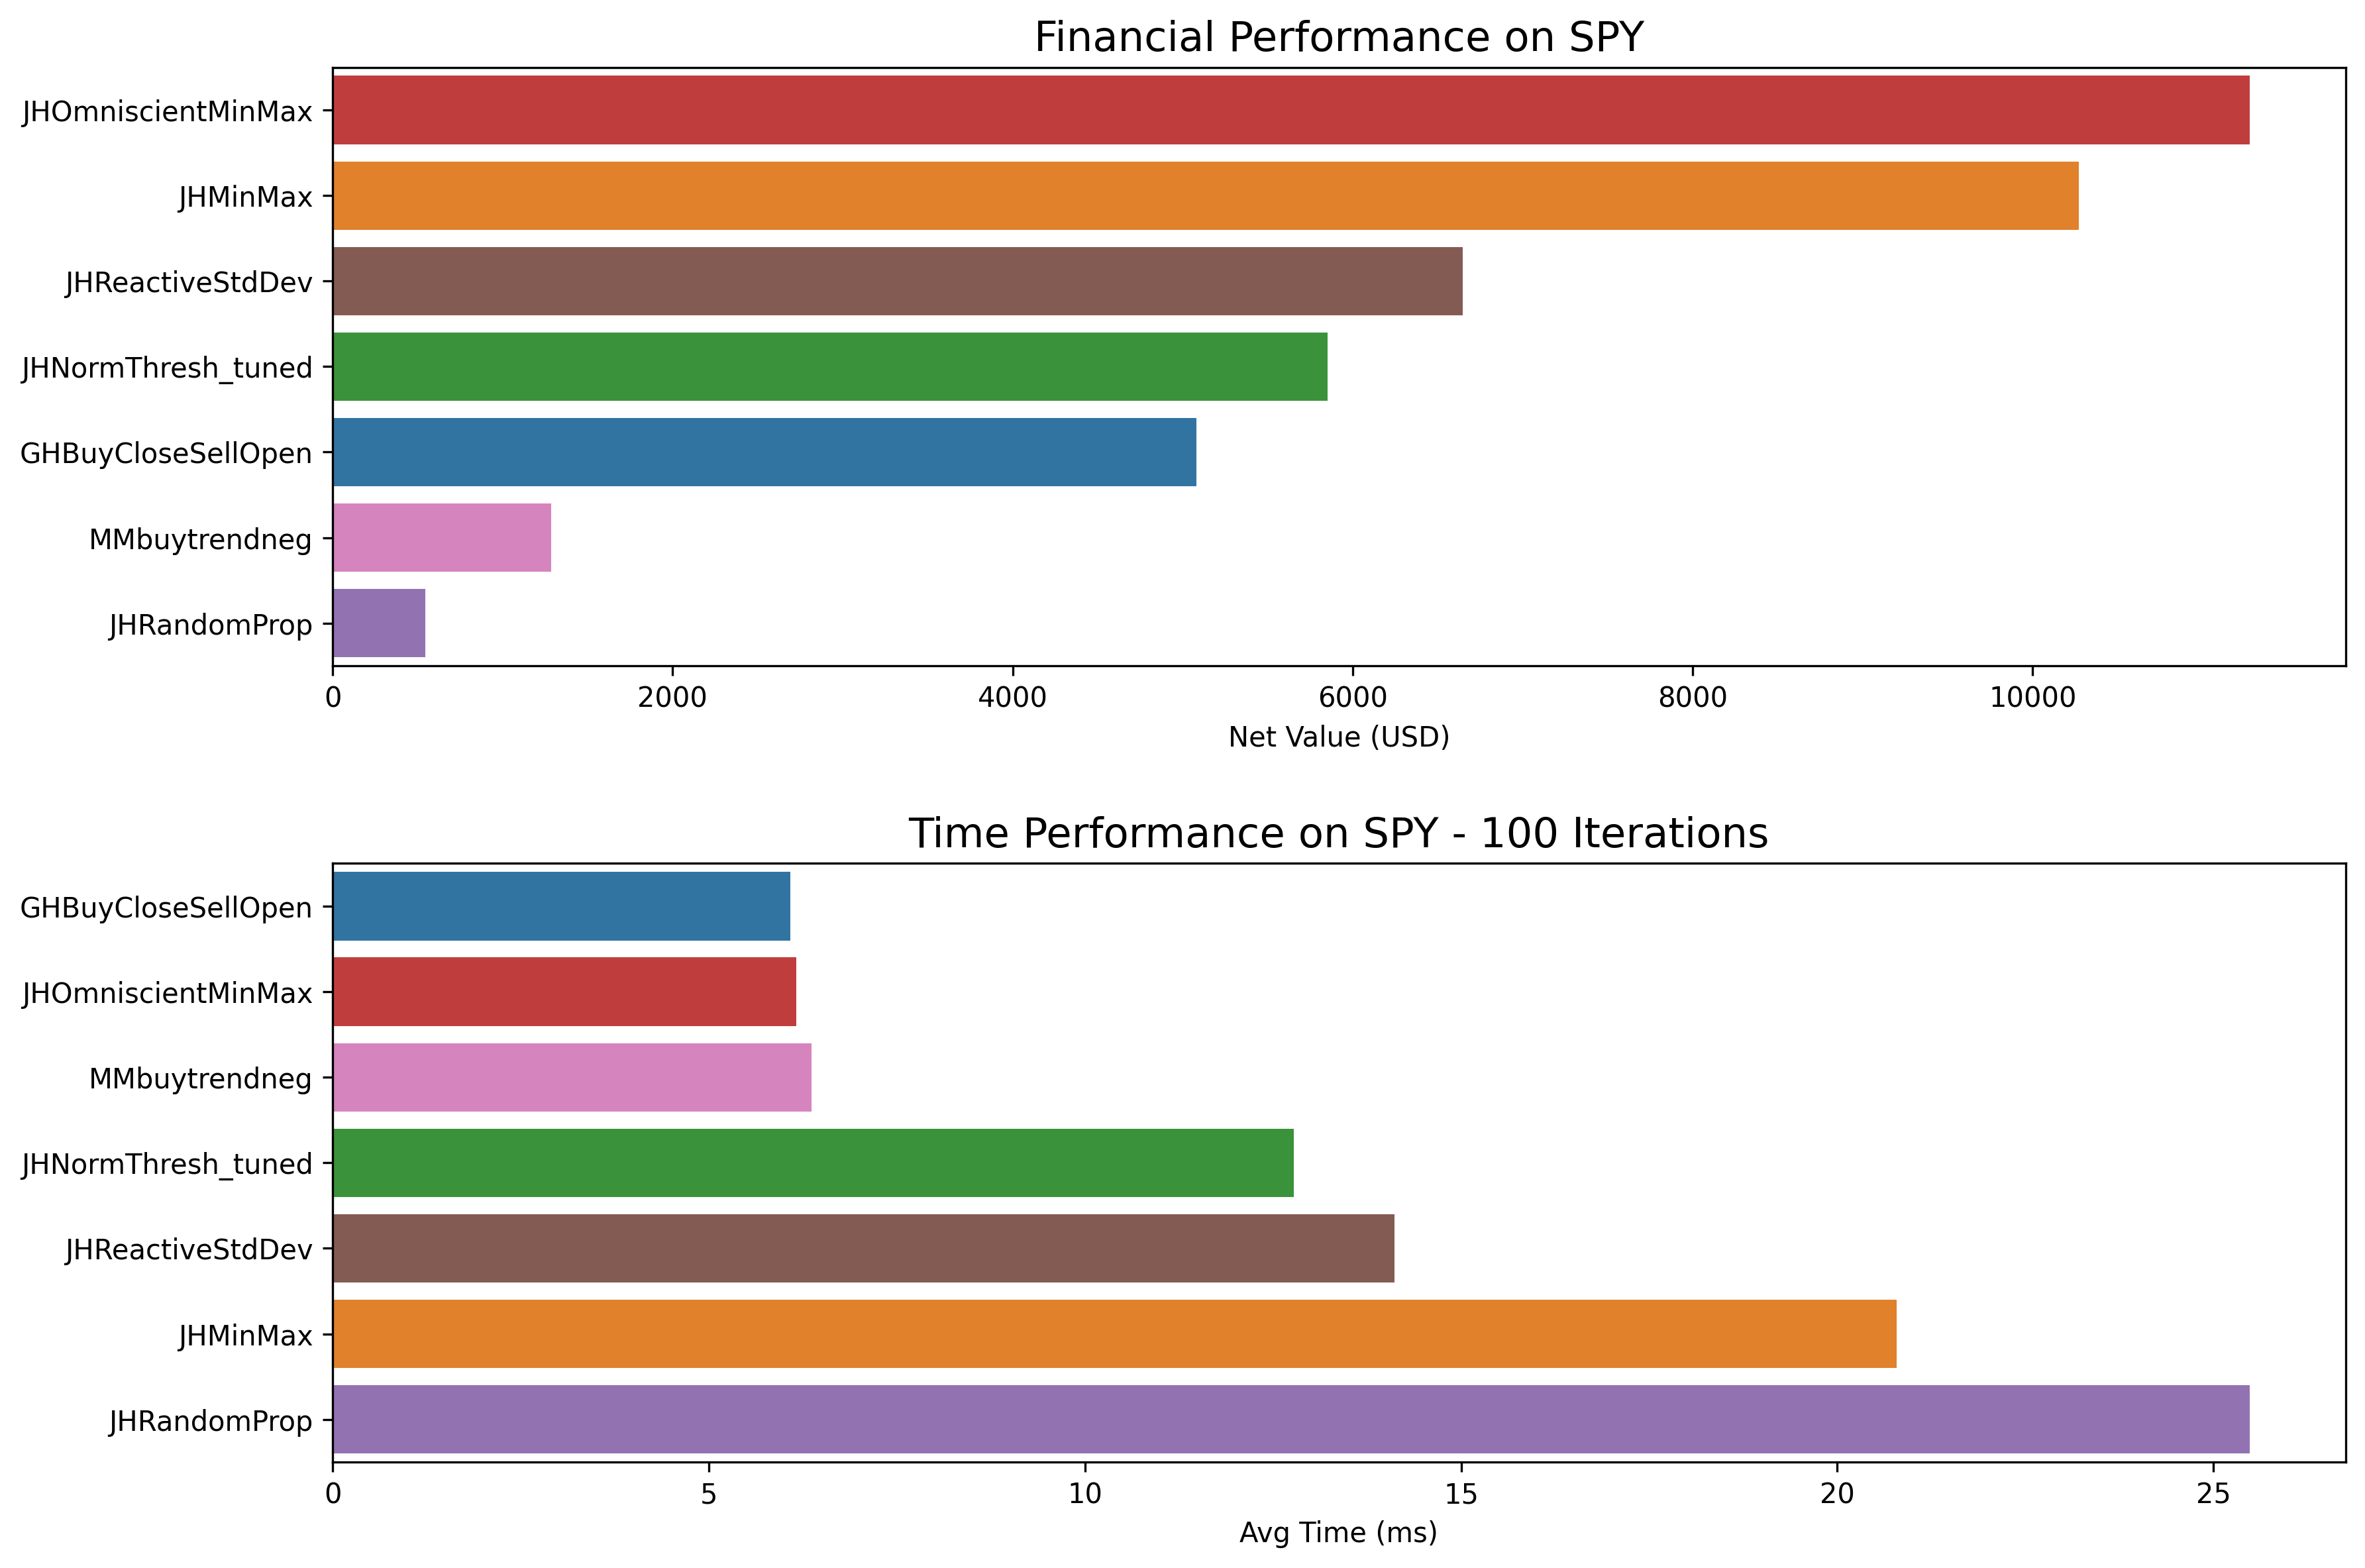 Financial Performance on SPY
JHOmniscientMinMax
JHMinMax
JHReactiveStdDev
JHNormThresh_tuned
GHBuyCloseSellOpen
MMbuytrendneg
JHRandomProp
0 2000 4000 6000 8000 10000
Net Value (USD)
Time Performance on SPY - 100 Iterations
GHBuyCloseSellOpen
JHOmniscientMinMax
MMbuytrendneg
JHNormThresh_tuned
JHReactiveStdDev
JHMinMax
JHRandomProp
0 5 10 15 20 25
Avg Time (ms)